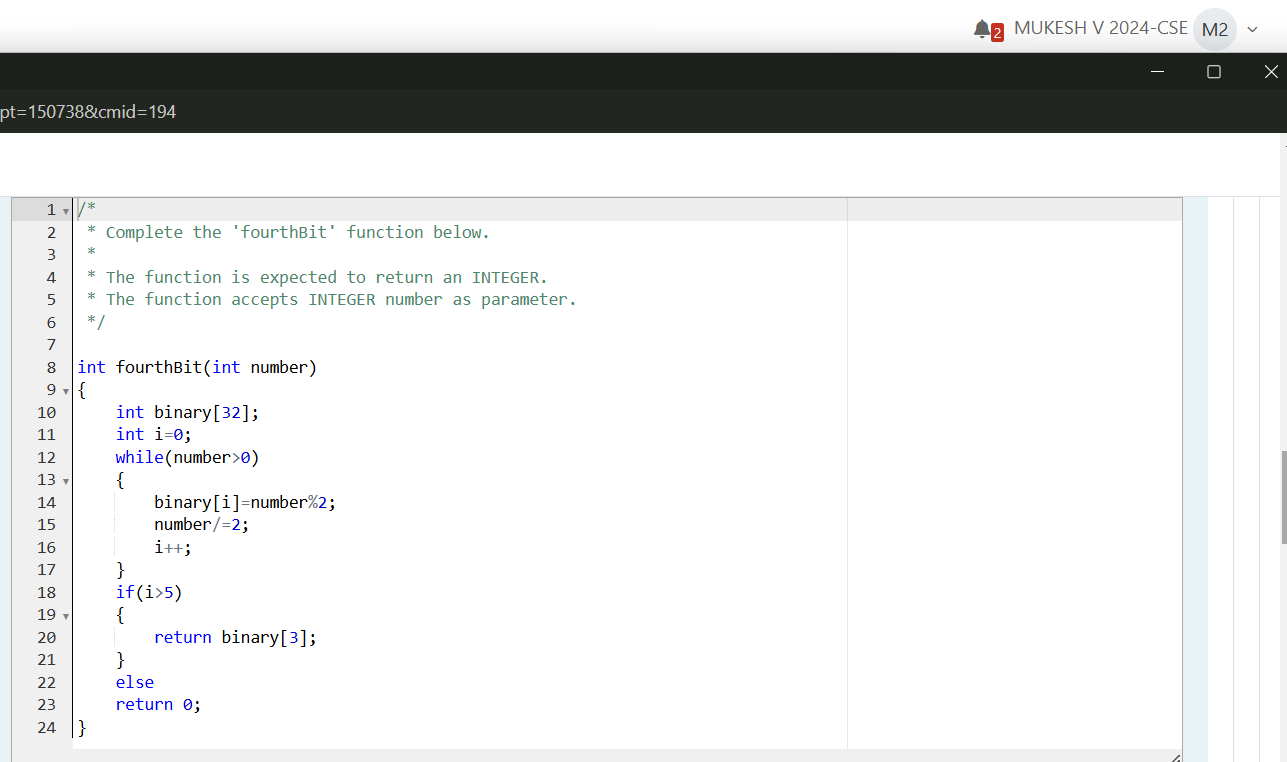 2 MUKESH V 2024-CSE M2
pt=150738&cmid=194
1 /*
2 * Complete the 'fourthBit' function below.
3 *
4 * The function is expected to return an INTEGER.
5 * The function accepts INTEGER number as parameter.
6 */
7
8 int fourthBit(int number)
9 {
10 int binary[32];
11 int i=0;
12 while(number>0)
13 {
14 binary[i]=number%2;
15 number/=2;
16 i++;
17 }
18 if(i>5)
19 {
20 return binary[3];
21 }
22 else
23 return 0;
24 }